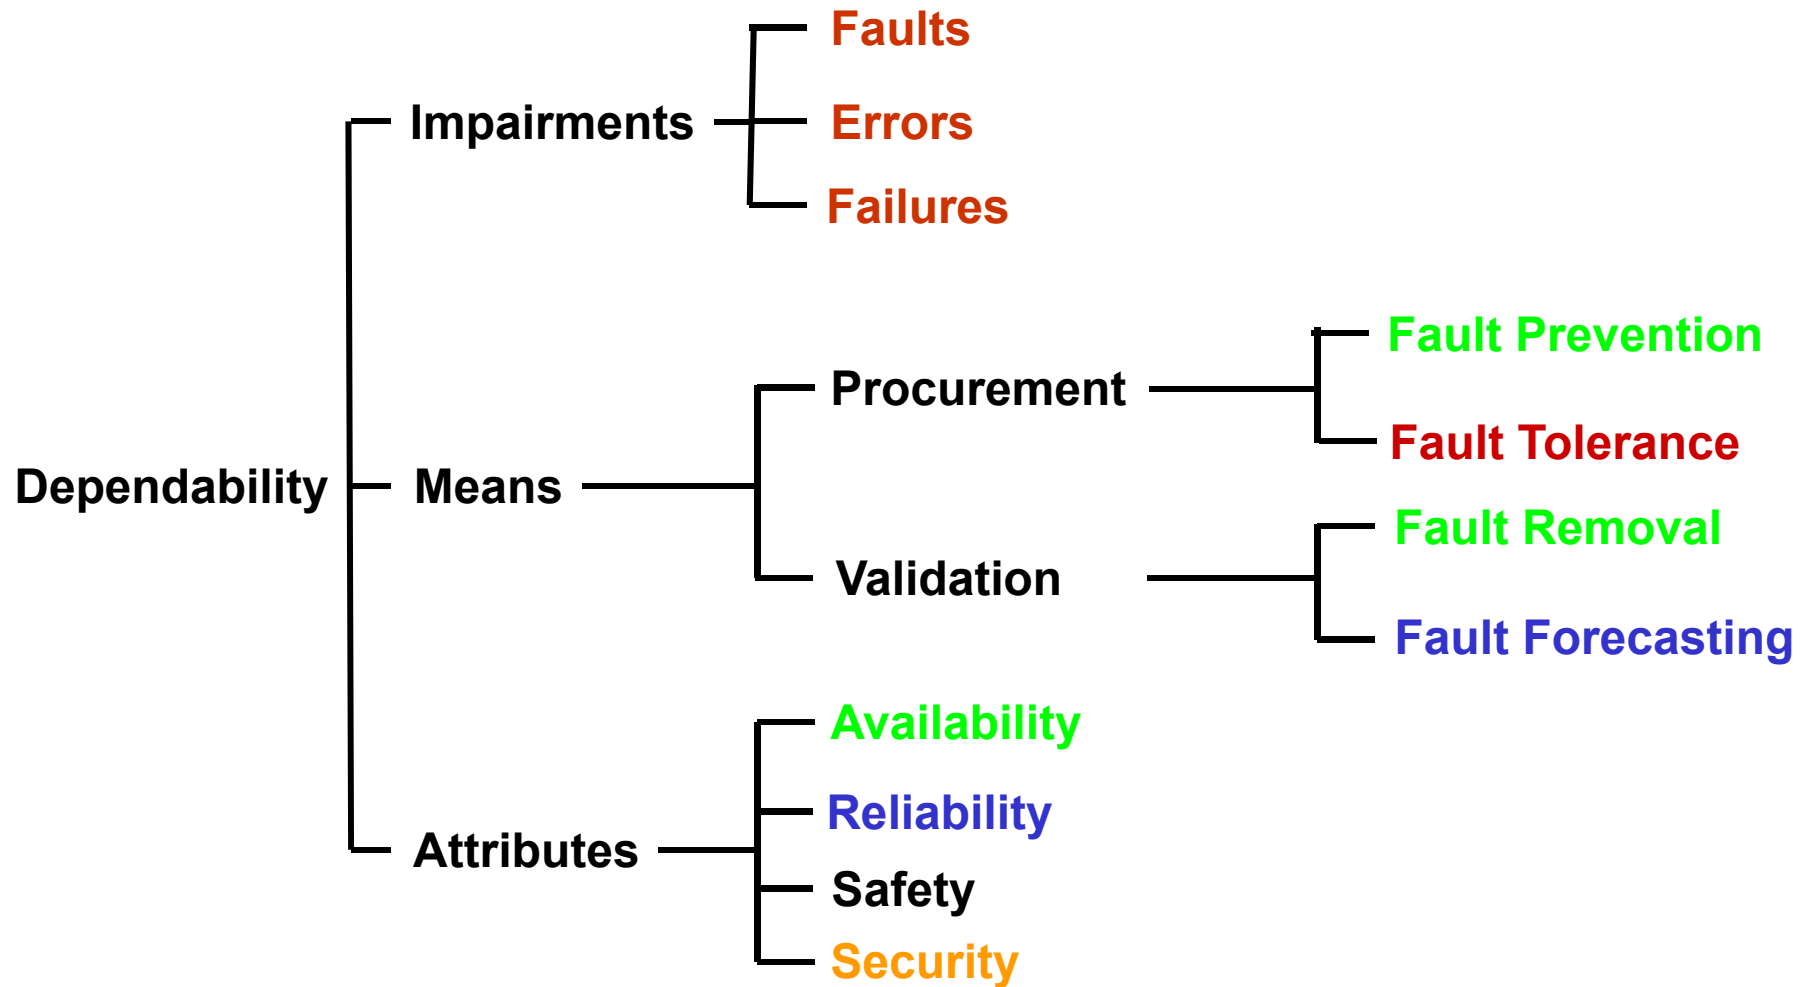 Faults
Impairments
Errors
Failures
Fault Prevention
Procurement
Fault Tolerance
Dependability
Means
Fault Removal
Validation
Fault Forecasting
Availability
Reliability
Attributes
Safety
Security